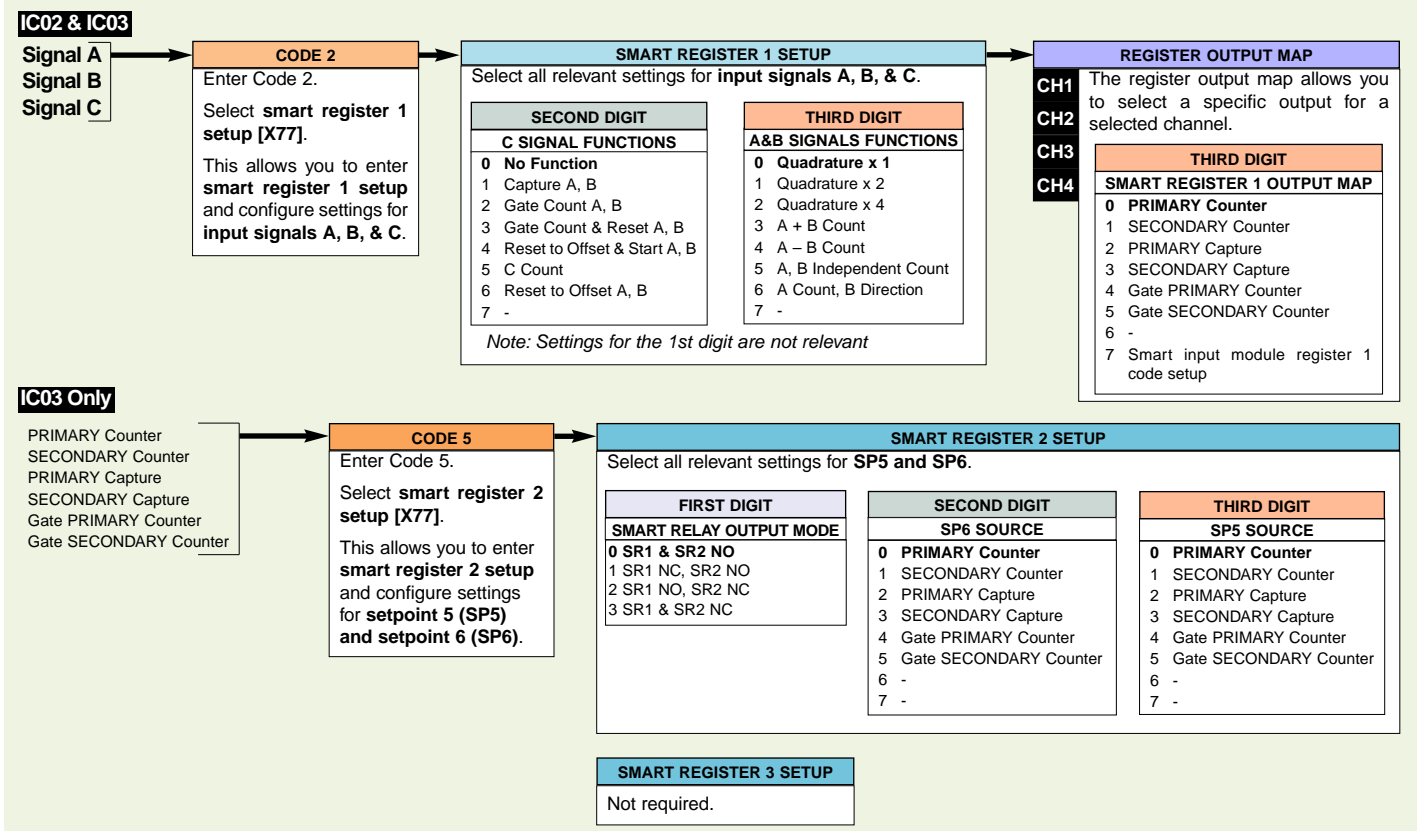 IC02 & IC03
Signal A
Signal B
Signal C
CODE 2
Enter Code 2.
Select smart register 1
setup [X77].
This allows you to enter
smart register 1 setup
and configure settings for
input signals A, B, & C.
SMART REGISTER 1 SETUP
Select all relevant settings for input signals A, B, & C.
SECOND DIGIT
C SIGNAL FUNCTIONS
0 No Function
1 Capture A, B
2 Gate Count A, B
3 Gate Count & Reset A, B
4 Reset to Offset & Start A, B
5 C Count
6 Reset to Offset A, B
7 -
THIRD DIGIT
A&B SIGNALS FUNCTIONS
0 Quadrature x 1
1 Quadrature x 2
2 Quadrature x 4
3 A + B Count
4 A – B Count
5 A, B Independent Count
6 A Count, B Direction
7 -
Note: Settings for the 1st digit are not relevant
REGISTER OUTPUT MAP
CH1
CH2
CH3
CH4
The register output map allows you
to select a specific output for a
selected channel.
THIRD DIGIT
SMART REGISTER 1 OUTPUT MAP
0 PRIMARY Counter
1 SECONDARY Counter
2 PRIMARY Capture
3 SECONDARY Capture
4 Gate PRIMARY Counter
5 Gate SECONDARY Counter
6 -
7 Smart input module register 1
code setup
IC03 Only
PRIMARY Counter
SECONDARY Counter
PRIMARY Capture
SECONDARY Capture
Gate PRIMARY Counter
Gate SECONDARY Counter
CODE 5
Enter Code 5.
Select smart register 2
setup [X77].
This allows you to enter
smart register 2 setup
and configure settings
for setpoint 5 (SP5)
and setpoint 6 (SP6).
SMART REGISTER 2 SETUP
Select all relevant settings for SP5 and SP6.
FIRST DIGIT
SMART RELAY OUTPUT MODE
0 SR1 & SR2 NO
1 SR1 NC, SR2 NO
2 SR1 NO, SR2 NC
3 SR1 & SR2 NC
SECOND DIGIT
SP6 SOURCE
0 PRIMARY Counter
1 SECONDARY Counter
2 PRIMARY Capture
3 SECONDARY Capture
4 Gate PRIMARY Counter
5 Gate SECONDARY Counter
6 -
7 -
THIRD DIGIT
SP5 SOURCE
0 PRIMARY Counter
1 SECONDARY Counter
2 PRIMARY Capture
3 SECONDARY Capture
4 Gate PRIMARY Counter
5 Gate SECONDARY Counter
6 -
7 -
SMART REGISTER 3 SETUP
Not required.